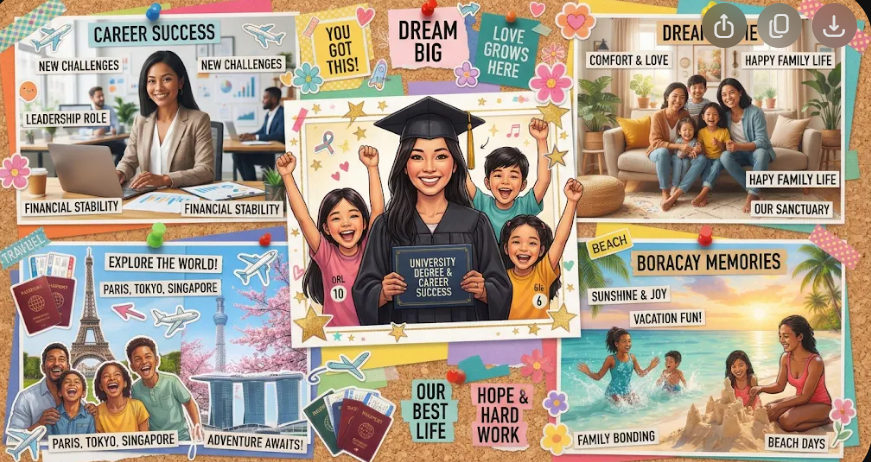 CAREER SUCCESS
NEW CHALLENGES
NEW CHALLENGES
LEADERSHIP ROLE
FINANCIAL STABILITY
FINANCIAL STABILITY
YOU
GOT
THIS!
DREAM
BIG
LOVE
GROWS
HERE
COMFORT & LOVE
HAPPY FAMILY LIFE
HAPY FAMILY LIFE
OUR SANCTUARY
UNIVERSITY
DEGREE &
CAREER
SUCCESS
10
6
EXPLORE THE WORLD!
PARIS, TOKYO, SINGAPORE
PARIS, TOKYO, SINGAPORE
ADVENTURE AWAITS!
OUR
BEST
LIFE
HOPE &
HARD
WORK
BEACH
BORACAY MEMORIES
SUNSHINE & JOY
VACATION FUN!
FAMILY BONDING
BEACH DAYS